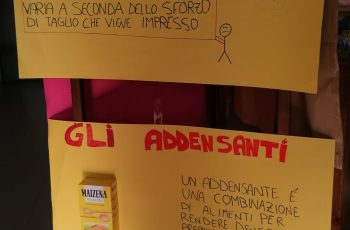 VARIA A SECONDA DELLO SFORZO
DI TAGLIO CHE VIENE IMPRESSO
GLI ADDENSANTI
MAIZENA
UN ADDENSANTE É
UNA COMBINAZIONE
DI ALIMENTI PER
RENDERE